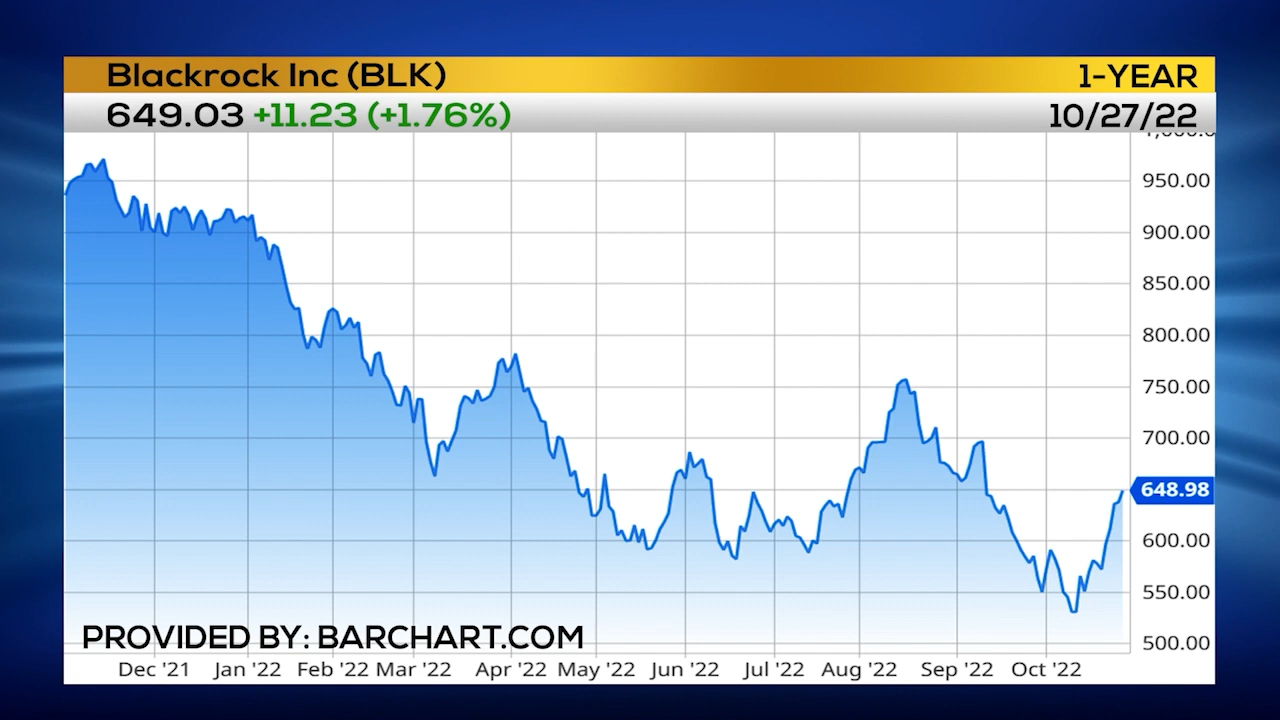 Blackrock Inc (BLK) 1-YEAR
649.03 +11.23 (+1.76%) 10/27/22
950.00
900.00
850.00
800.00
750.00
700.00
648.98
600.00
550.00
500.00
PROVIDED BY: BARCHART.COM
Dec '21 Jan '22 Feb '22 Mar '22 Apr '22 May '22 Jun '22 Jul '22 Aug '22 Sep '22 Oct '22